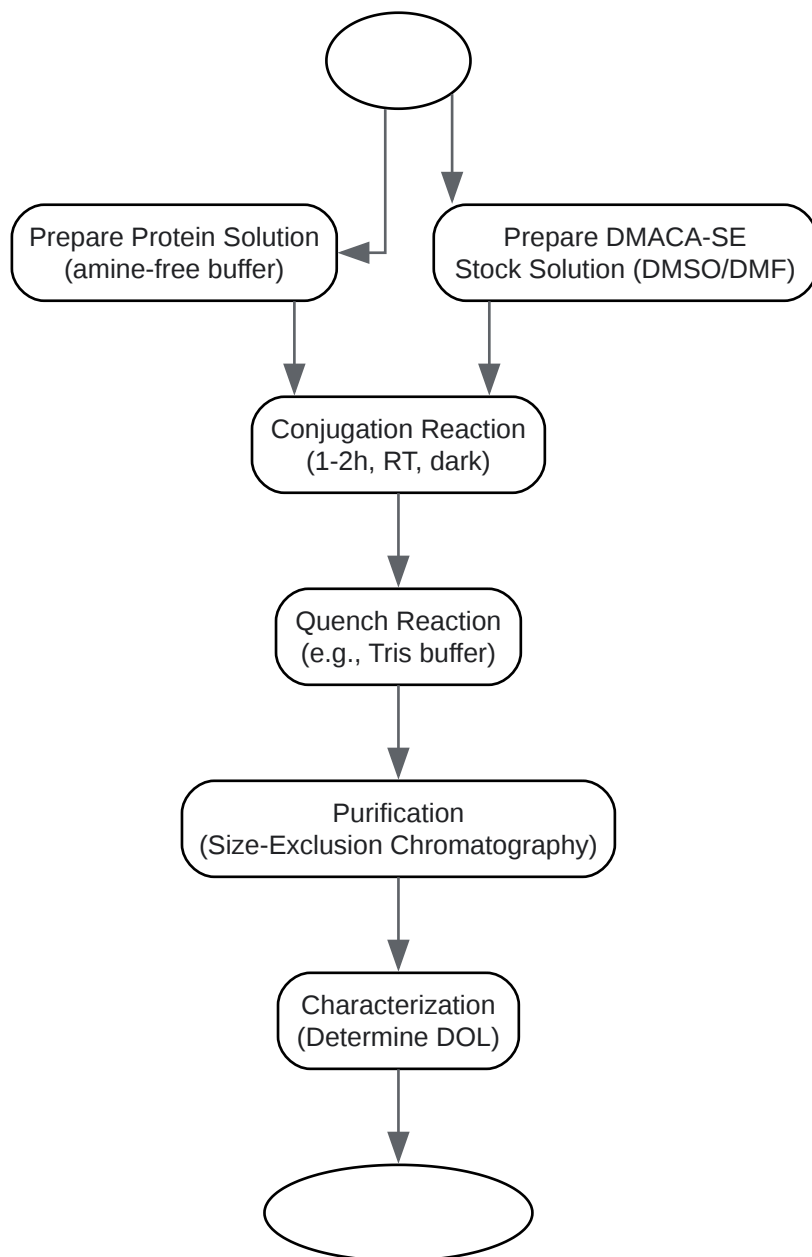 Prepare Protein Solution
(amine-free buffer)
Prepare DMACA-SE
Stock Solution (DMSO/DMF)
Conjugation Reaction
(1-2h, RT, dark)
Quench Reaction
(e.g., Tris buffer)
Purification
(Size-Exclusion Chromatography)
Characterization
(Determine DOL)